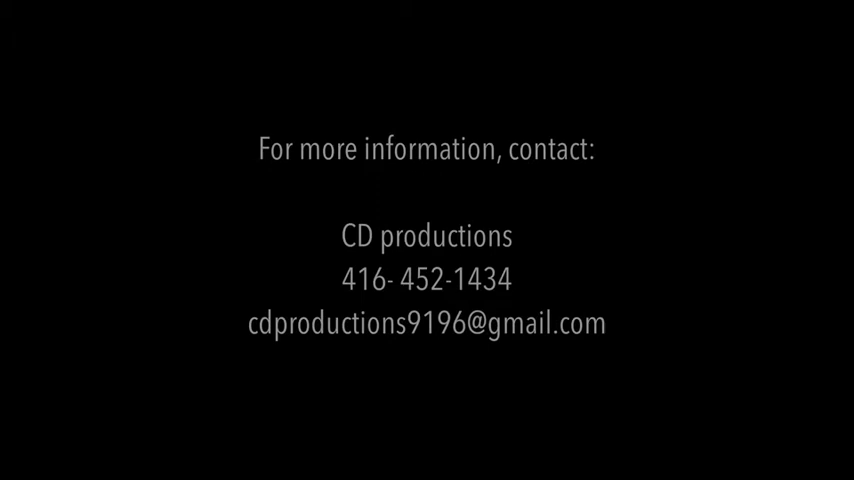 For more information, contact:
CD productions
416- 452-1434
cdproductions9196@gmail.com